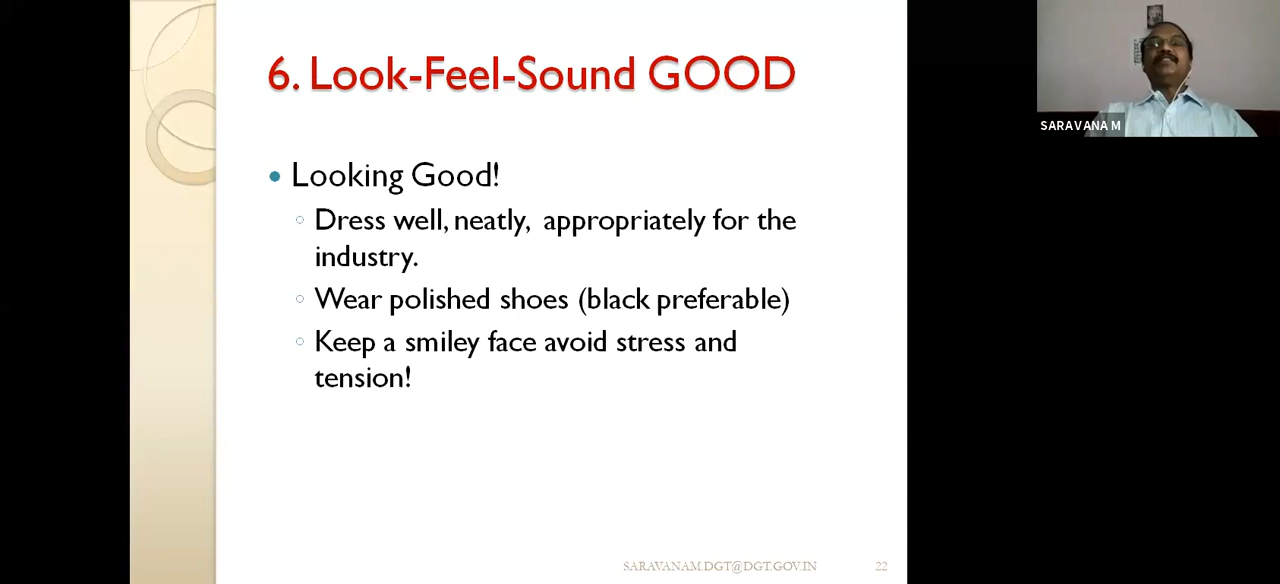 6. Look-Feel-Sound GOOD
SARAVANA M
Looking Good!
Dress well, neatly, appropriately for the
industry.
Wear polished shoes (black preferable)
Keep a smiley face avoid stress and
tension!
SARAVANAM.DGT@DGT.GOV.IN 22